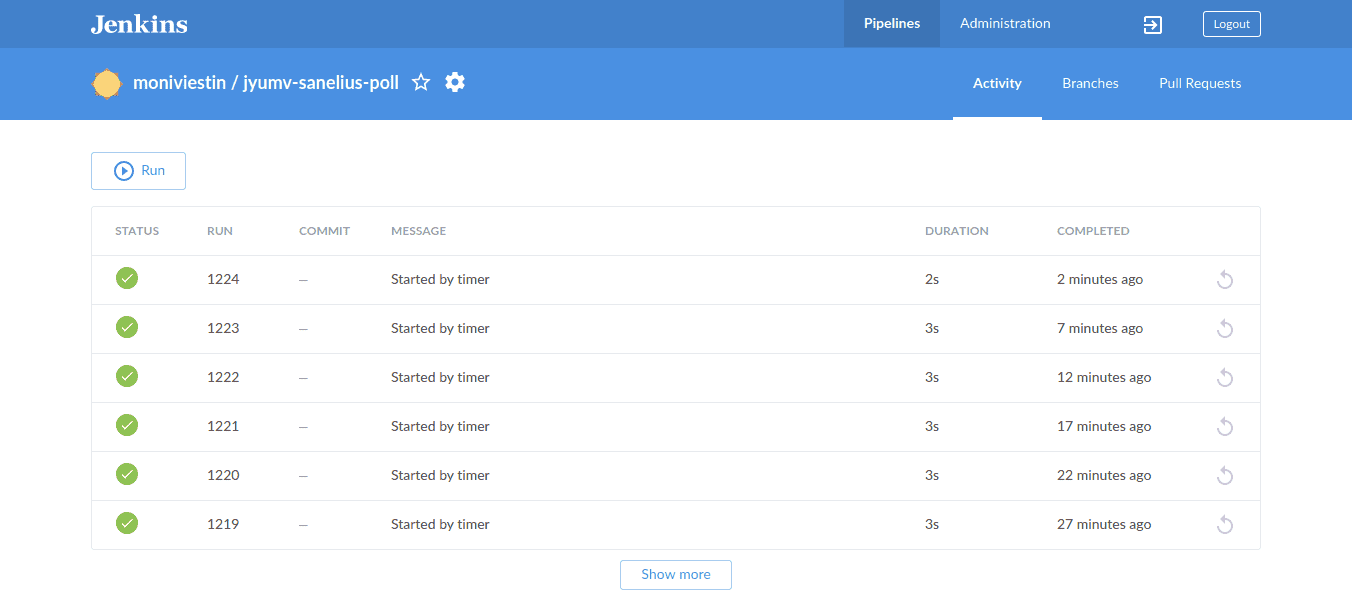 Jenkins Pipelines Administration Logout
moniviestin / jyumv-sanelius-poll Activity Branches Pull Requests
Run
STATUS RUN COMMIT MESSAGE DURATION COMPLETED
1224 – Started by timer 2s 2 minutes ago
1223 – Started by timer 3s 7 minutes ago
1222 – Started by timer 3s 12 minutes ago
1221 – Started by timer 3s 17 minutes ago
1220 – Started by timer 3s 22 minutes ago
1219 – Started by timer 3s 27 minutes ago
Show more